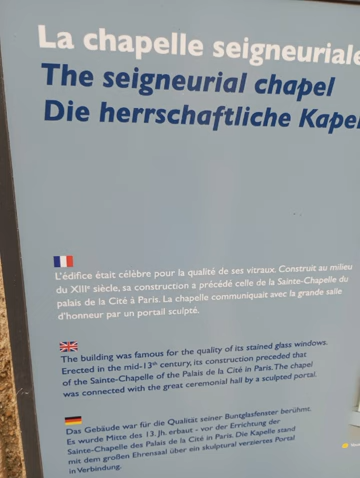 La chapelle seigneuriale
The seigneurial chapel
Die herrschaftliche Kapel
L'édifice était célèbre pour la qualité de ses vitraux. Construit au milieu
du XIIIe siècle, sa construction a précédé celle de la Sainte-Chapelle du
palais de la Cité à Paris. La chapelle communiquait avec la grande salle
d'honneur par un portail sculpté.
The building was famous for the quality of its stained glass windows.
Erected in the mid-13th century, its construction preceded that
of the Sainte-Chapelle of the Palais de la Cité in Paris. The chapel
was connected with the great ceremonial hall by a sculpted portal.
Das Gebäude war für die Qualität seiner Buntglasfenster berühmt.
Es wurde Mitte des 13. Jh. erbaut - vor der Errichtung der
Sainte-Chapelle des Palais de la Cité in Paris. Die Kapelle stand
mit dem großen Ehrensaal über ein skulptural verziertes Portal
in Verbindung.